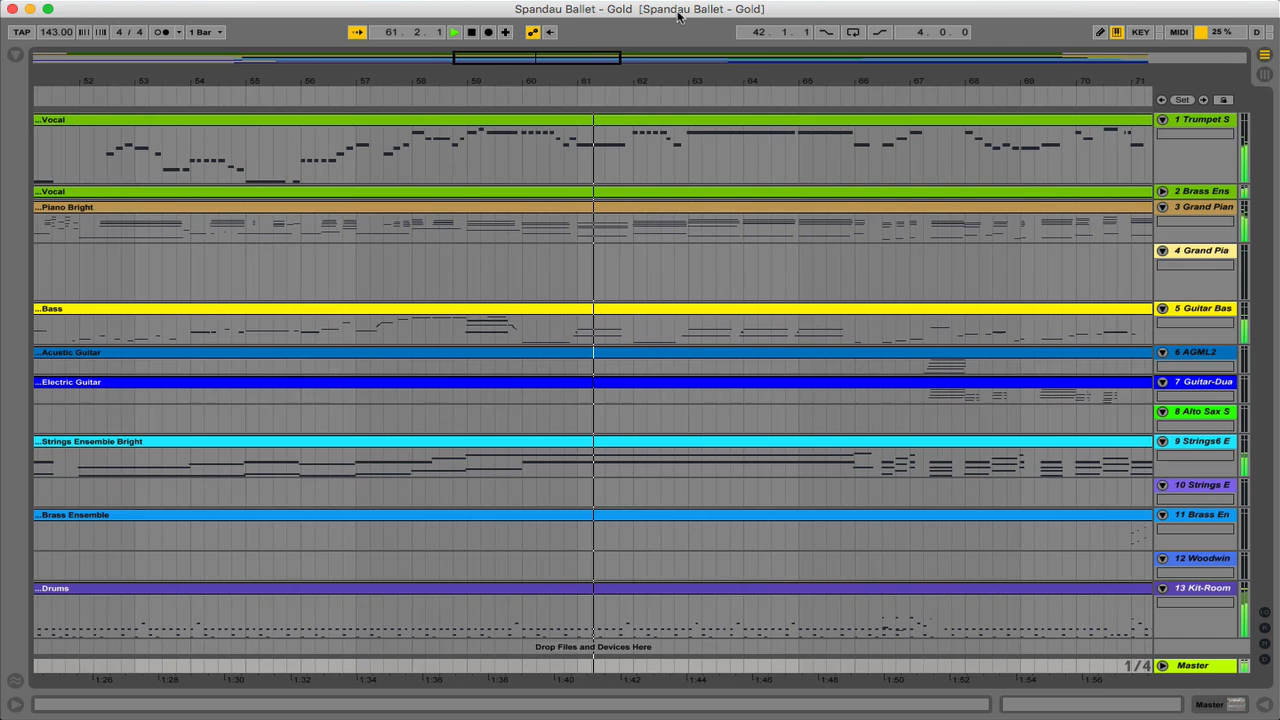 Spandau Ballet - Gold  [Spandau Ballet - Gold]
TAP 143.00 4 / 4 1 Bar 61. 2. 1 42. 1. 1 4. 0. 0 KEY MIDI 25 % D
52 53 54 55 56 57 58 59 60 61 62 63 64 65 66 67 68 69 70 71
Set
...Vocal 1 Trumpet S
...Vocal 2 Brass Ens
...Piano Bright 3 Grand Pian
4 Grand Pia
...Bass 5 Guitar Bas
...Acustic Guitar 6 AGML2
...Electric Guitar 7 Guitar-Dua
8 Alto Sax S
...Strings Ensemble Bright 9 Strings6 E
10 Strings E
...Brass Ensemble 11 Brass En
12 Woodwin
...Drums 13 Kit-Room
Drop Files and Devices Here
1/4 Master
1:26 1:28 1:30 1:32 1:34 1:36 1:38 1:40 1:42 1:44 1:46 1:48 1:50 1:52 1:54 1:56
Master